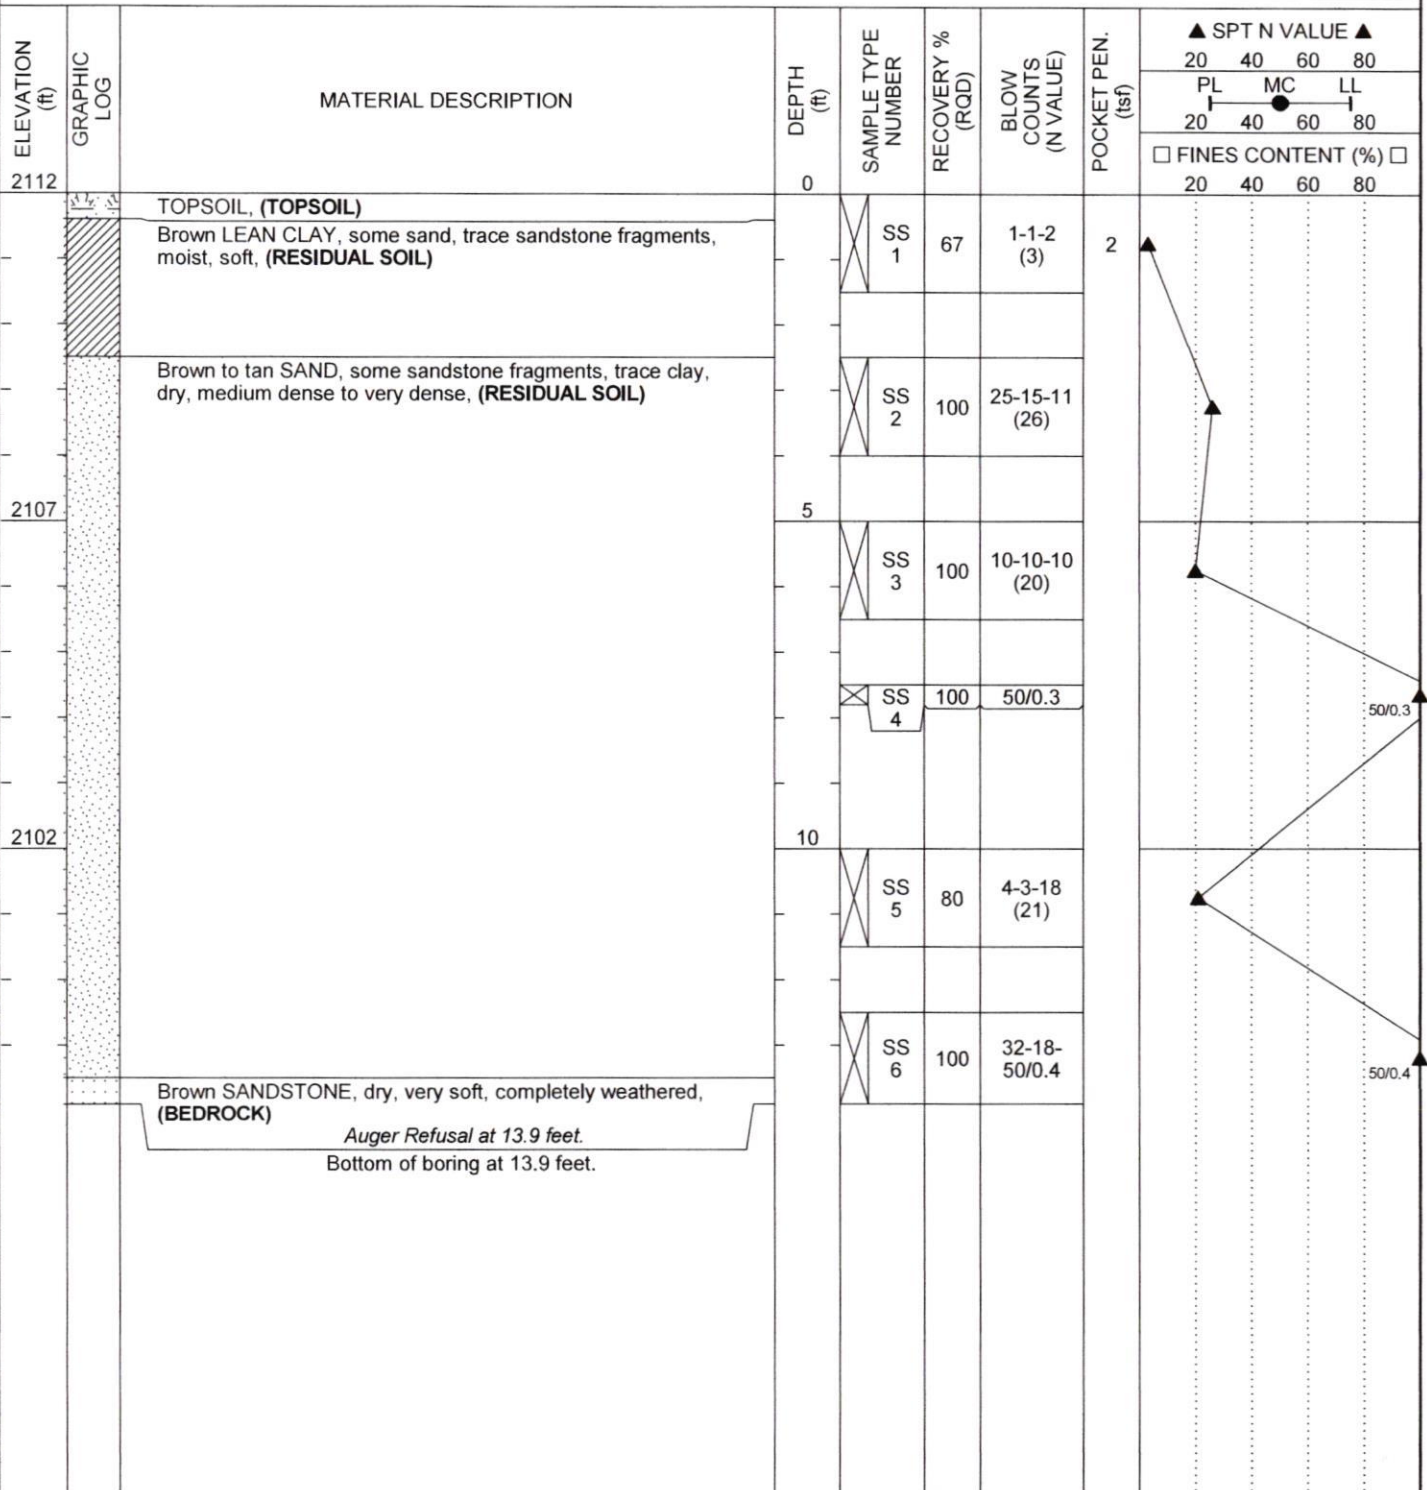 ELEVATION
(ft)
GRAPHIC
LOG
MATERIAL DESCRIPTION
DEPTH
(ft)
SAMPLE TYPE
NUMBER
RECOVERY %
(RQD)
BLOW
COUNTS
(N VALUE)
POCKET PEN.
(tsf)
▲ SPT N VALUE ▲
20 40 60 80
PL MC LL
20 40 60 80
□ FINES CONTENT (%) □
20 40 60 80
2112
0
TOPSOIL, (TOPSOIL)
Brown LEAN CLAY, some sand, trace sandstone fragments,
moist, soft, (RESIDUAL SOIL)
SS
1
67
1-1-2
(3)
2
Brown to tan SAND, some sandstone fragments, trace clay,
dry, medium dense to very dense, (RESIDUAL SOIL)
SS
2
100
25-15-11
(26)
2107
5
SS
3
100
10-10-10
(20)
SS
4
100
50/0.3
50/0.3
2102
10
SS
5
80
4-3-18
(21)
SS
6
100
32-18-
50/0.4
50/0.4
Brown SANDSTONE, dry, very soft, completely weathered,
(BEDROCK)
Auger Refusal at 13.9 feet.
Bottom of boring at 13.9 feet.